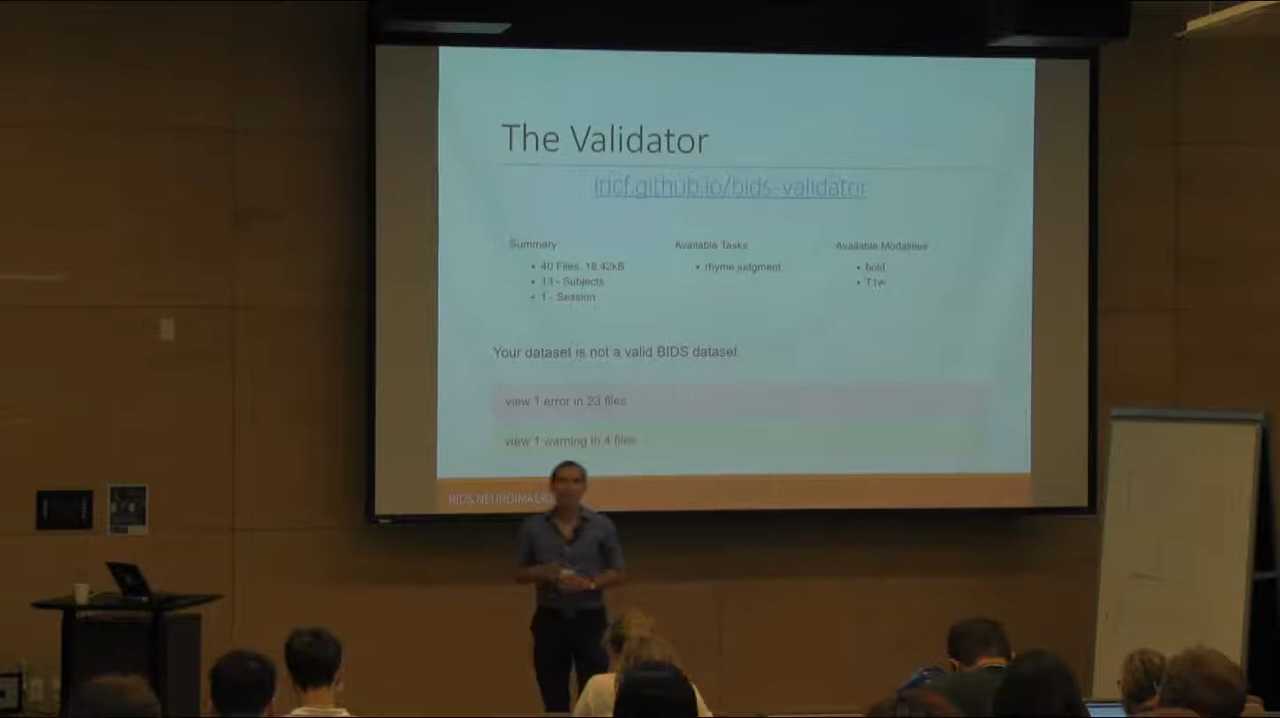 The Validator
incf.github.io/bids-validator
Summary
• 40 Files, 18.42kB
• 13 - Subjects
• 1 - Session
Available Tasks
• rhyme judgment
Available Modalities
• bold
• T1w
Your dataset is not a valid BIDS dataset.
view 1 error in 23 files
view 1 warning in 4 files
BIDS.NEUROIMAGING